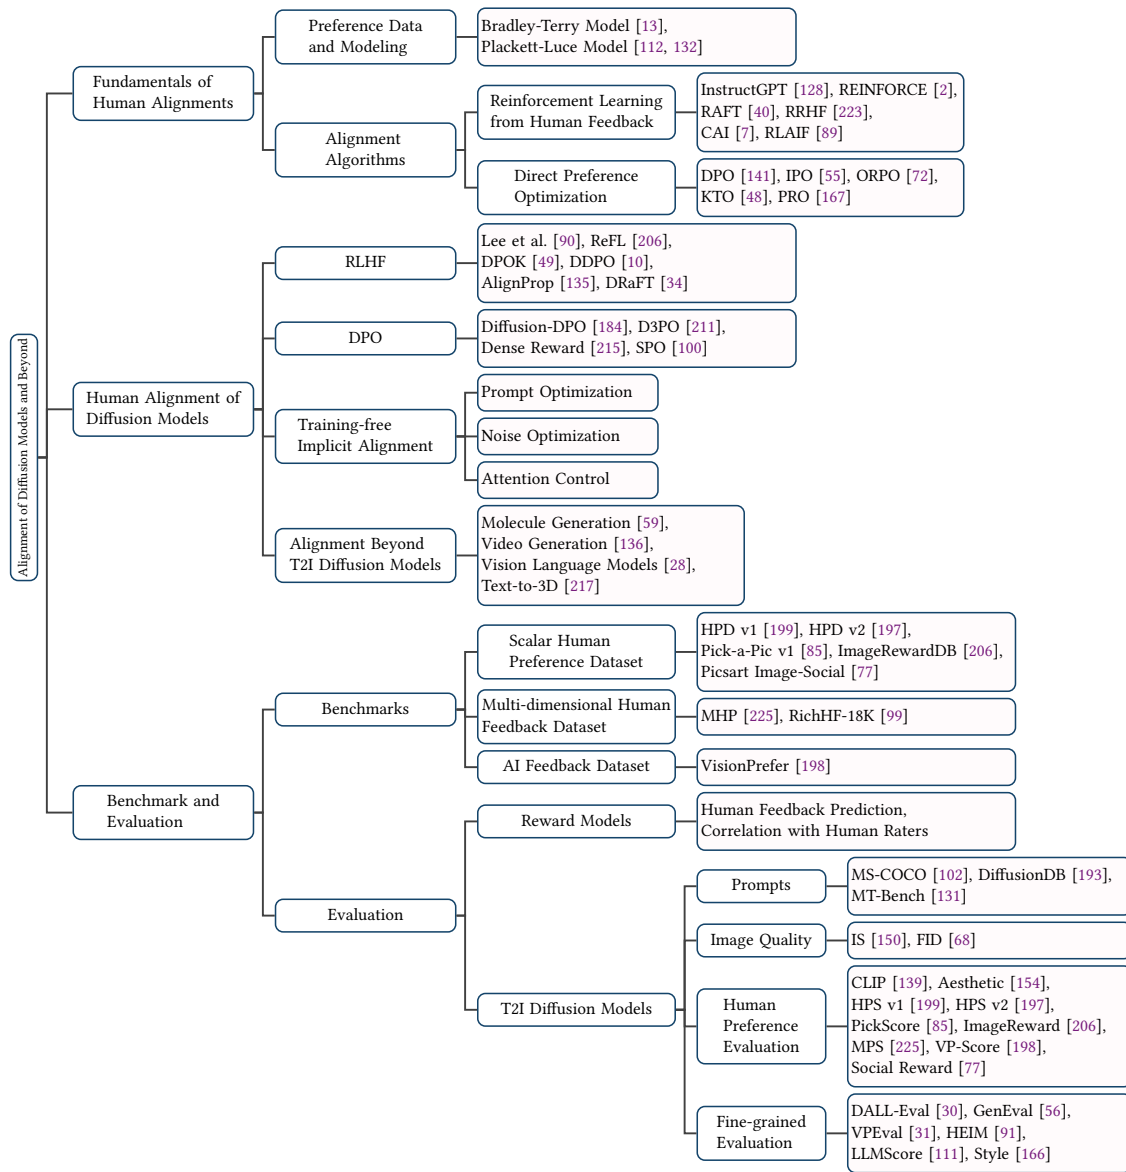 Alignment of Diffusion Models and Beyond
Fundamentals of
Human Alignments
Preference Data
and Modeling
Bradley-Terry Model [13],
Plackett-Luce Model [112, 132]
Alignment
Algorithms
Reinforcement Learning
from Human Feedback
InstructGPT [128], REINFORCE [2],
RAFT [40], RRHF [223],
CAI [7], RLAIF [89]
Direct Preference
Optimization
DPO [141], IPO [55], ORPO [72],
KTO [48], PRO [167]
Human Alignment of
Diffusion Models
RLHF
Lee et al. [90], ReFL [206],
DPOK [49], DDPO [10],
AlignProp [135], DRaFT [34]
DPO
Diffusion-DPO [184], D3PO [211],
Dense Reward [215], SPO [100]
Training-free
Implicit Alignment
Prompt Optimization
Noise Optimization
Attention Control
Alignment Beyond
T2I Diffusion Models
Molecule Generation [59],
Video Generation [136],
Vision Language Models [28],
Text-to-3D [217]
Benchmark and
Evaluation
Benchmarks
Scalar Human
Preference Dataset
HPD v1 [199], HPD v2 [197],
Pick-a-Pic v1 [85], ImageRewardDB [206],
Picsart Image-Social [77]
Multi-dimensional Human
Feedback Dataset
MHP [225], RichHF-18K [99]
AI Feedback Dataset
VisionPrefer [198]
Evaluation
Reward Models
Human Feedback Prediction,
Correlation with Human Raters
T2I Diffusion Models
Prompts
MS-COCO [102], DiffusionDB [193],
MT-Bench [131]
Image Quality
IS [150], FID [68]
Human
Preference
Evaluation
CLIP [139], Aesthetic [154],
HPS v1 [199], HPS v2 [197],
PickScore [85], ImageReward [206],
MPS [225], VP-Score [198],
Social Reward [77]
Fine-grained
Evaluation
DALL-Eval [30], GenEval [56],
VPEval [31], HEIM [91],
LLMScore [111], Style [166]